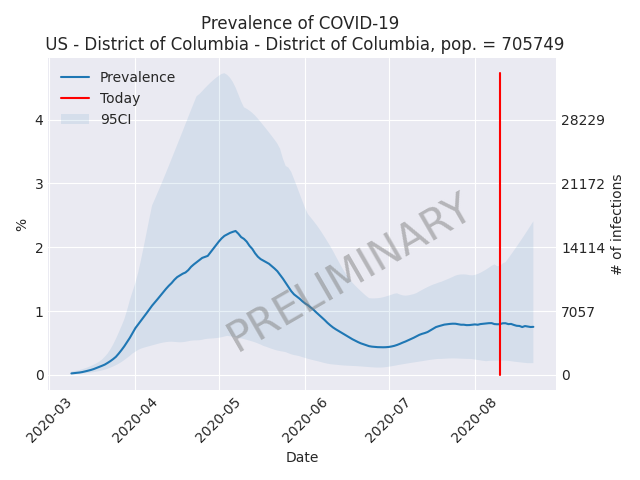 Prevalence of COVID-19
US - District of Columbia - District of Columbia, pop. = 705749
Prevalence
Today
95CI
%
4
3
2
1
0
28229
21172
14114
7057
0
# of infections
PRELIMINARY
2020-03
2020-04
2020-05
2020-06
2020-07
2020-08
Date